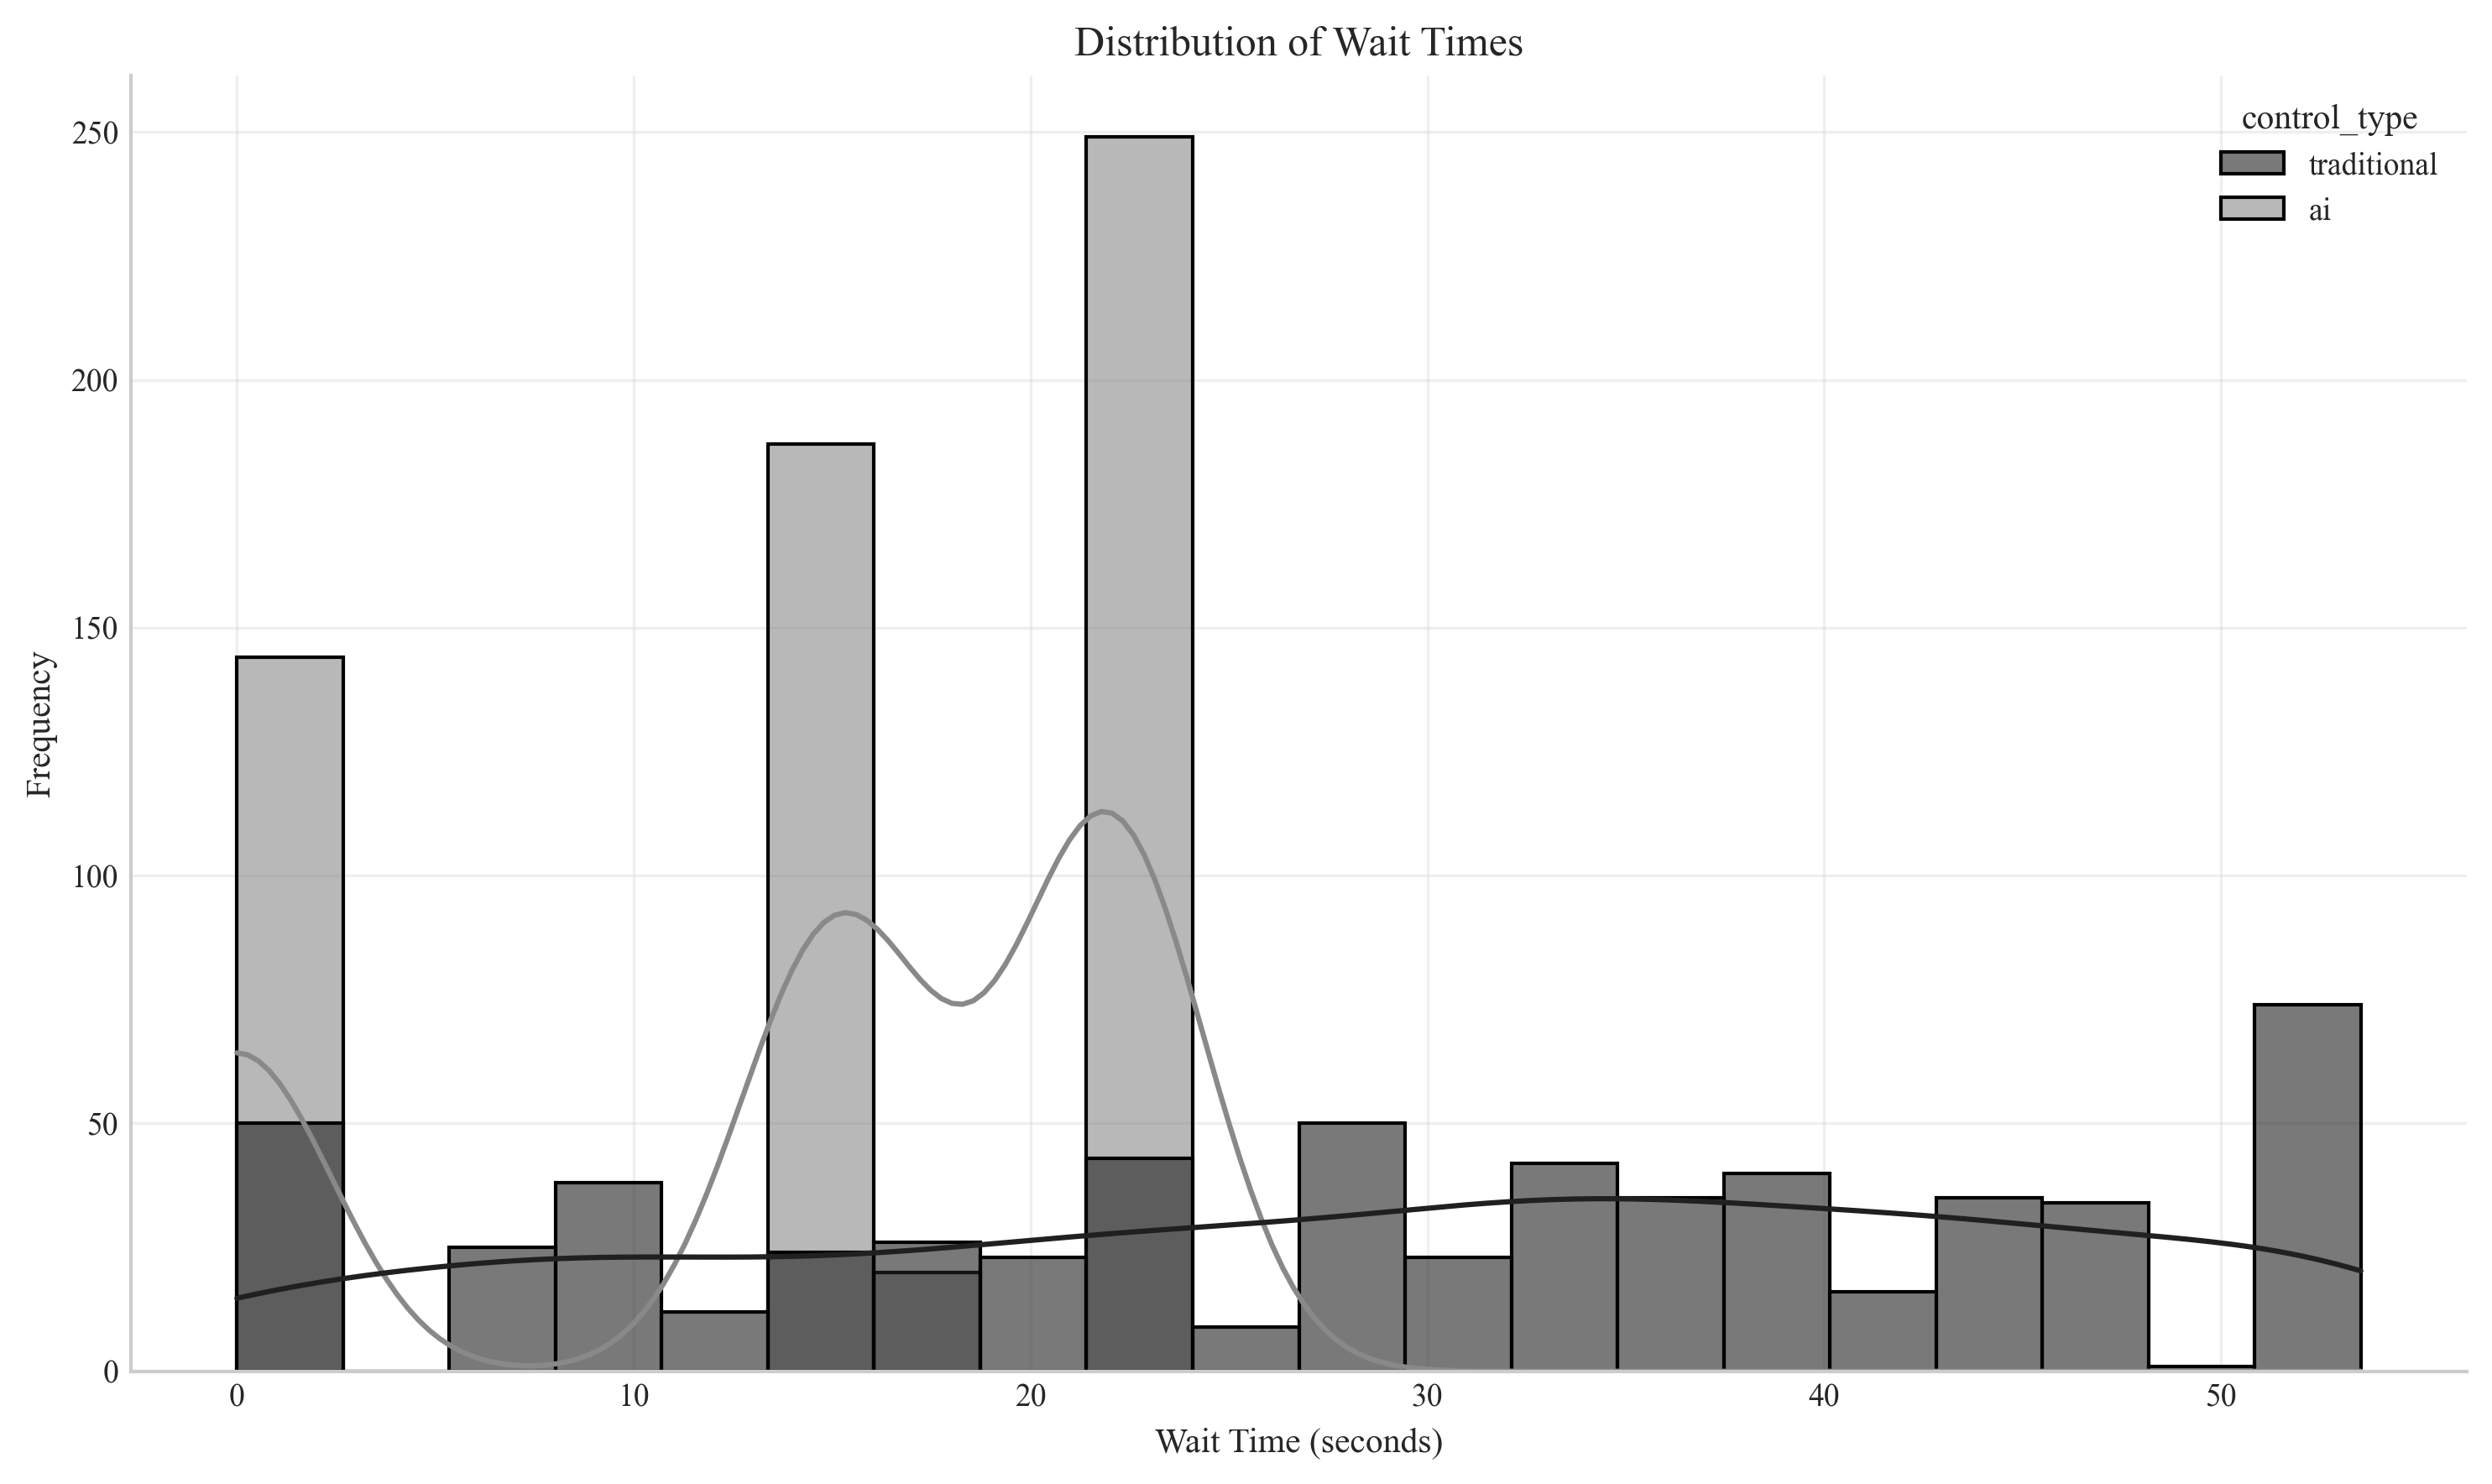 Distribution of Wait Times
control_type
traditional
ai
250
200
150
100
50
0
Frequency
0 10 20 30 40 50
Wait Time (seconds)